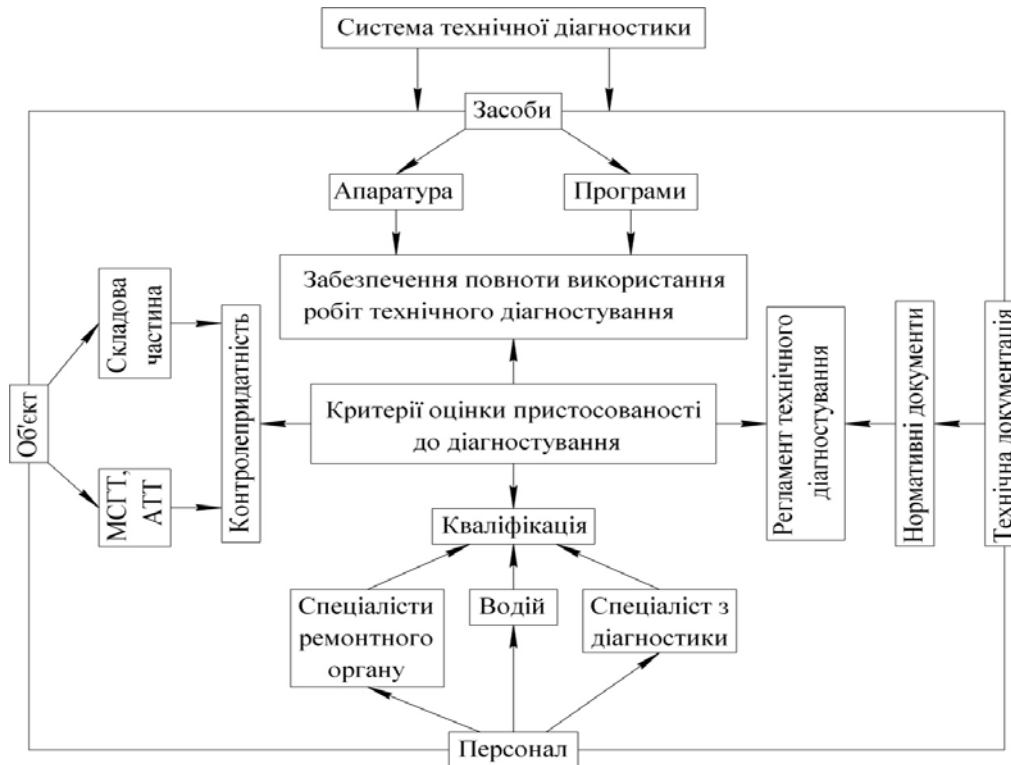 Система технічної діагностики
Засоби
Апаратура
Програми
Забезпечення повноти використання
робіт технічного діагностування
Об'єкт
Складова
частина
МСГТ,
АТТ
Контролепридатність
Критерії оцінки пристосованості
до діагностування
Регламент технічного
діагностування
Нормативні документи
Технічна документація
Кваліфікація
Спеціалісти
ремонтного
органу
Водій
Спеціаліст з
діагностики
Персонал